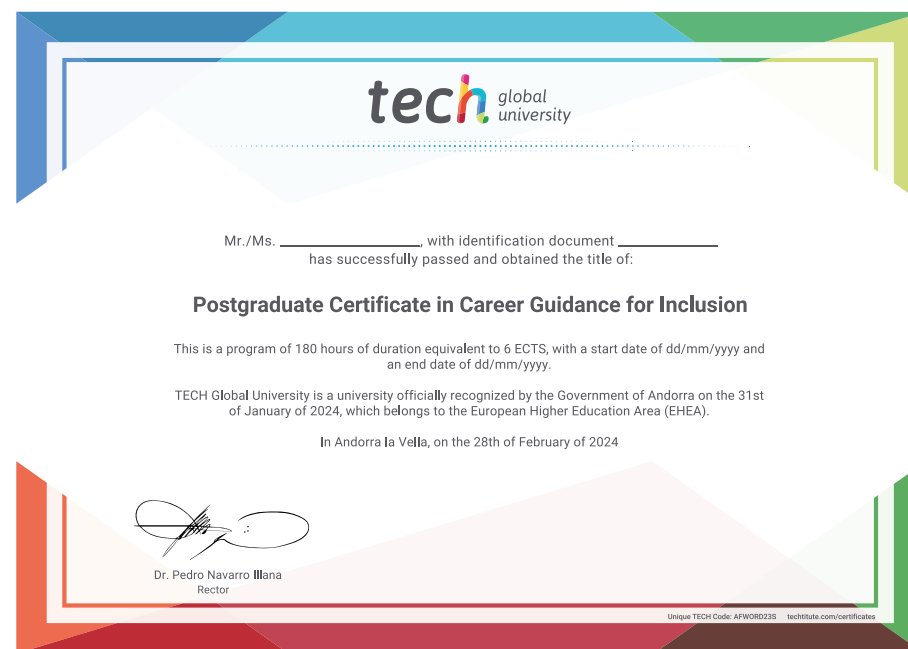 tech global university
Mr./Ms. ____________, with identification document ____________
has successfully passed and obtained the title of:
Postgraduate Certificate in Career Guidance for Inclusion
This is a program of 180 hours of duration equivalent to 6 ECTS, with a start date of dd/mm/yyyy and
an end date of dd/mm/yyyy.
TECH Global University is a university officially recognized by the Government of Andorra on the 31st
of January of 2024, which belongs to the European Higher Education Area (EHEA).
In Andorra la Vella, on the 28th of February of 2024
Dr. Pedro Navarro Illana
Rector
Unique TECH Code: AFWORD23S techtitute.com/certificates